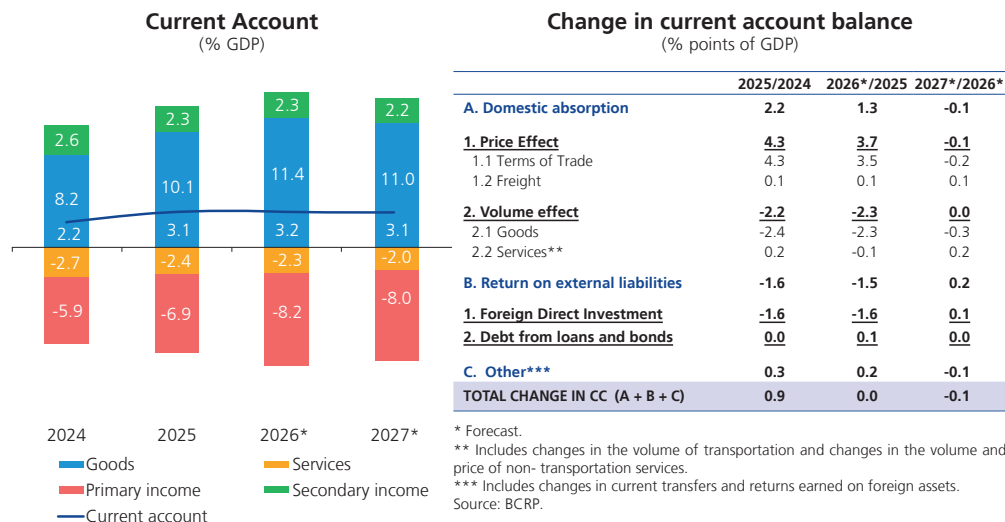 Current Account
(% GDP)
2.6
2.3
2.3
2.2
8.2
10.1
11.4
11.0
2.2
3.1
3.2
3.1
-2.7
-2.4
-2.3
-2.0
-5.9
-6.9
-8.2
-8.0
2024 2025 2026* 2027*
Goods Services
Primary income Secondary income
Current account
Change in current account balance
(% points of GDP)
2025/2024 2026*/2025 2027*/2026*
A. Domestic absorption 2.2 1.3 -0.1
1. Price Effect 4.3 3.7 -0.1
1.1 Terms of Trade 4.3 3.5 -0.2
1.2 Freight 0.1 0.1 0.1
2. Volume effect -2.2 -2.3 0.0
2.1 Goods -2.4 -2.3 -0.3
2.2 Services** 0.2 -0.1 0.2
B. Return on external liabilities -1.6 -1.5 0.2
1. Foreign Direct Investment -1.6 -1.6 0.1
2. Debt from loans and bonds 0.0 0.1 0.0
C. Other*** 0.3 0.2 -0.1
TOTAL CHANGE IN CC (A + B + C) 0.9 0.0 -0.1
* Forecast.
** Includes changes in the volume of transportation and changes in the volume and
price of non- transportation services.
*** Includes changes in current transfers and returns earned on foreign assets.
Source: BCRP.